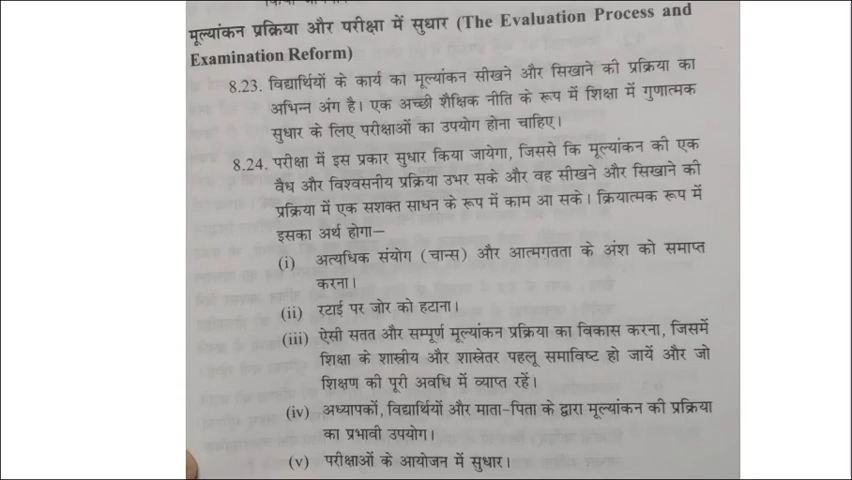 मूल्यांकन प्रक्रिया और परीक्षा में सुधार (The Evaluation Process and
Examination Reform)
8.23. विद्यार्थियों के कार्य का मूल्यांकन सीखने और सिखाने की प्रक्रिया का
अभिन्न अंग है। एक अच्छी शैक्षिक नीति के रूप में शिक्षा में गुणात्मक
सुधार के लिए परीक्षाओं का उपयोग होना चाहिए।
8.24. परीक्षा में इस प्रकार सुधार किया जायेगा, जिससे कि मूल्यांकन की एक
वैध और विश्वसनीय प्रक्रिया उभर सके और वह सीखने और सिखाने की
प्रक्रिया में एक सशक्त साधन के रूप में काम आ सके। क्रियात्मक रूप में
इसका अर्थ होगा—
(i) अत्यधिक संयोग (चान्स) और आत्मगतता के अंश को समाप्त
करना।
(ii) रटाई पर जोर को हटाना।
(iii) ऐसी सतत और सम्पूर्ण मूल्यांकन प्रक्रिया का विकास करना, जिसमें
शिक्षा के शास्त्रीय और शास्त्रेतर पहलू समाविष्ट हो जायें और जो
शिक्षण की पूरी अवधि में व्याप्त रहें।
(iv) अध्यापकों, विद्यार्थियों और माता-पिता के द्वारा मूल्यांकन की प्रक्रिया
का प्रभावी उपयोग।
(v) परीक्षाओं के आयोजन में सुधार।